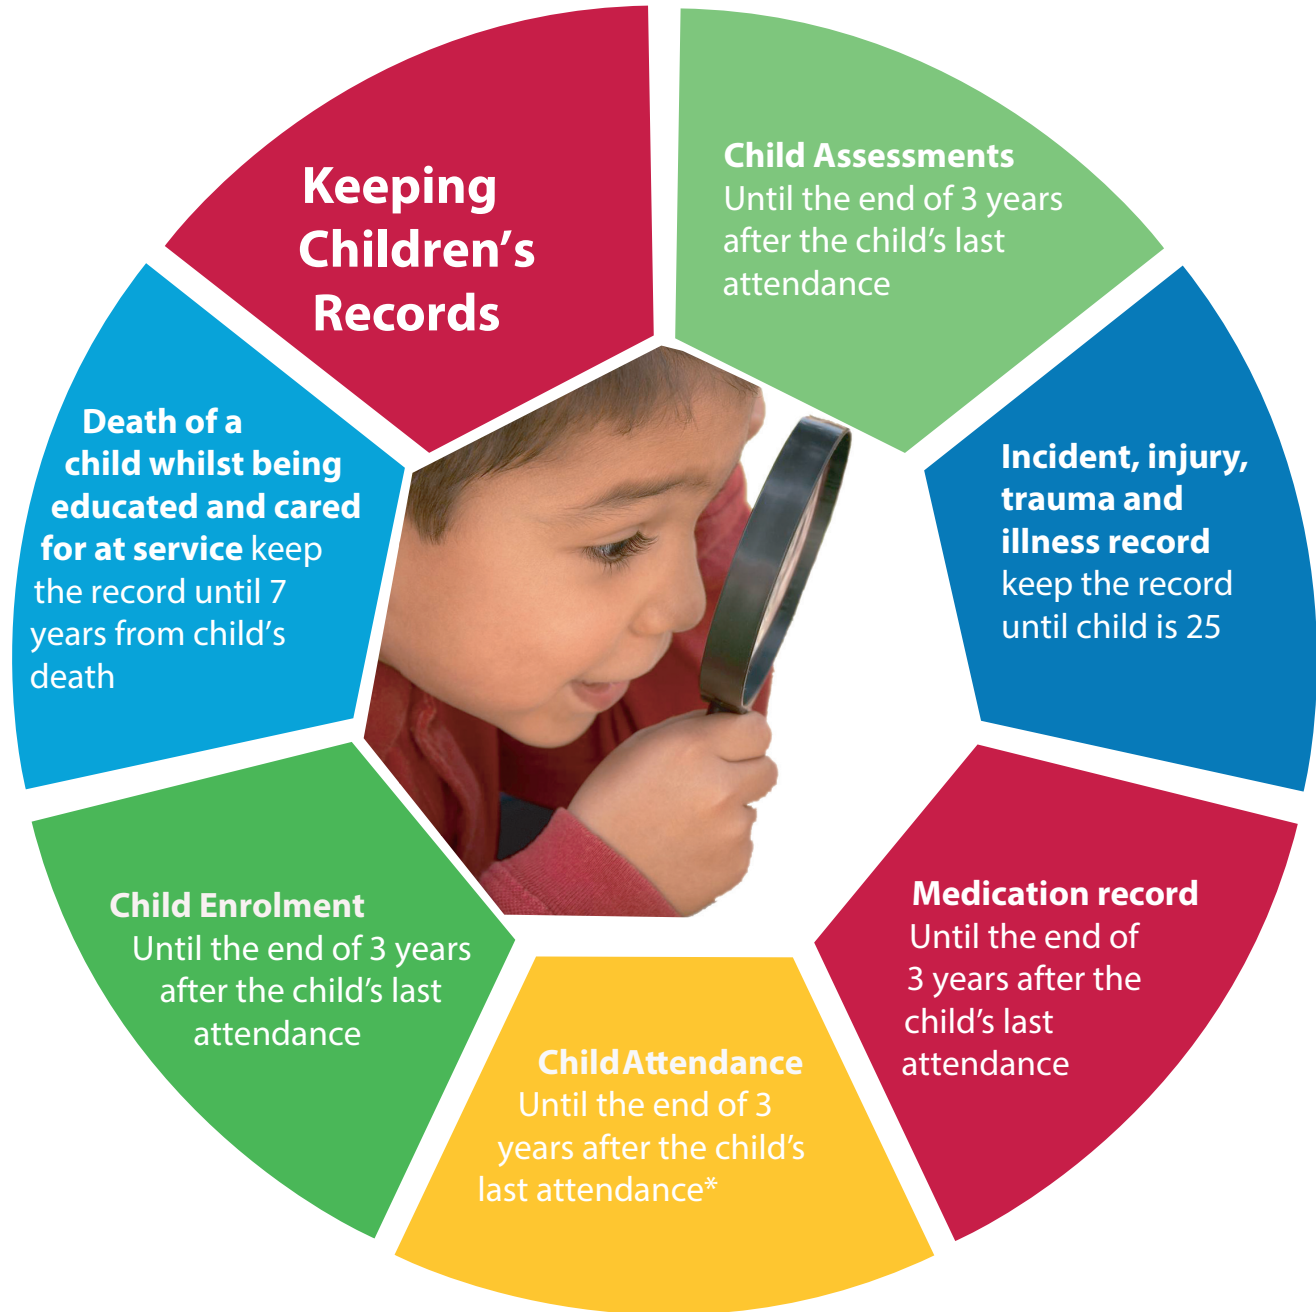 Keeping
Children’s
Records
Child Assessments
Until the end of 3 years
after the child’s last
attendance
Incident, injury,
trauma and
illness record
keep the record
until child is 25
Medication record
Until the end of
3 years after the
child’s last
attendance
Child Attendance
Until the end of 3
years after the child’s
last attendance*
Child Enrolment
Until the end of 3 years
after the child’s last
attendance
Death of a
child whilst being
educated and cared
for at service keep
the record until 7
years from child’s
death